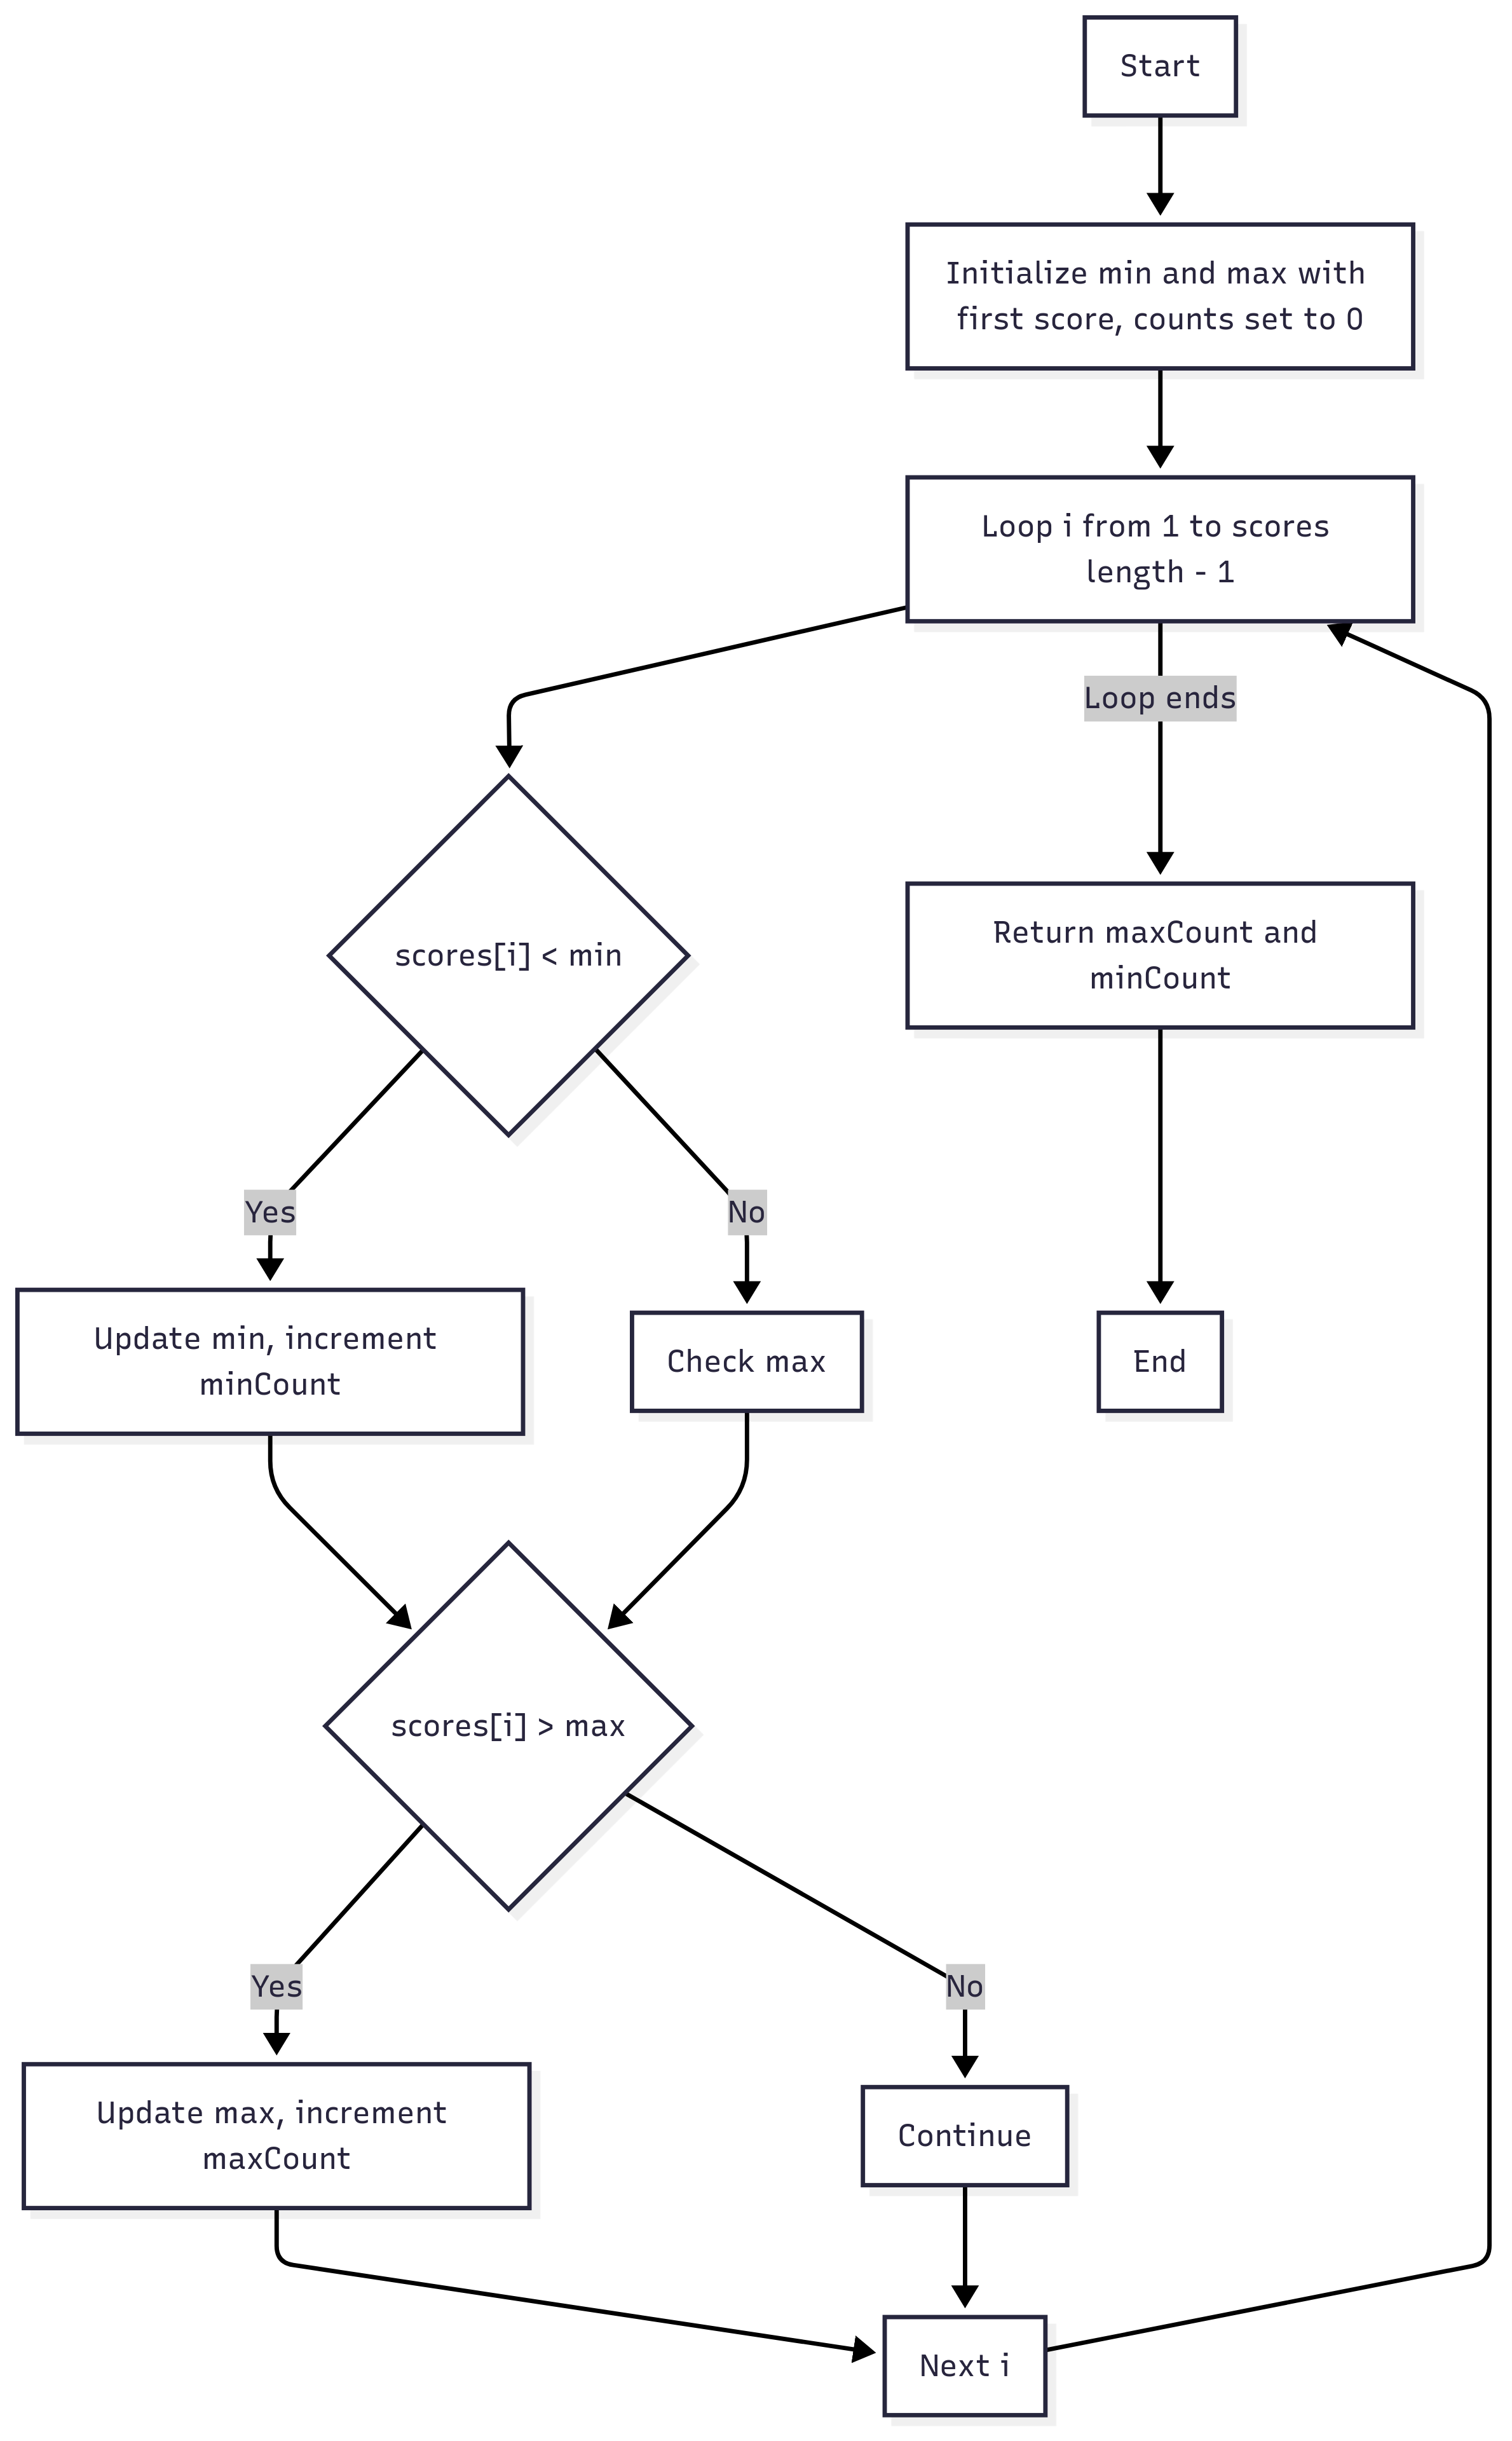 Start
Initialize min and max with
first score, counts set to 0
Loop i from 1 to scores
length - 1
Loop ends
scores[i] < min
Return maxCount and
minCount
Yes
No
Update min, increment
minCount
Check max
End
scores[i] > max
Yes
No
Update max, increment
maxCount
Continue
Next i